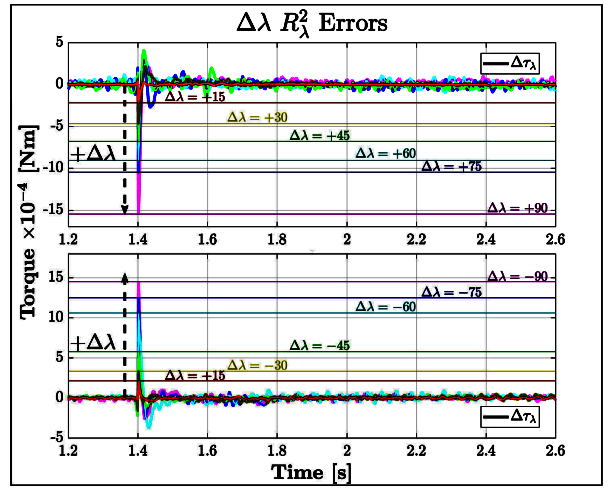 Δλ R²_λ Errors
5
0
-5
-10
-15
Δτ_λ
Δλ = +15
Δλ = +30
Δλ = +45
Δλ = +60
Δλ = +75
Δλ = +90
+Δλ
1.2 1.4 1.6 1.8 2 2.2 2.4 2.6
Torque ×10⁻⁴ [Nm]
15
10
5
0
-5
Δλ = −90
Δλ = −75
Δλ = −60
Δλ = −45
Δλ = −30
Δλ = +15
+Δλ
Δτ_λ
1.2 1.4 1.6 1.8 2 2.2 2.4 2.6
Time [s]